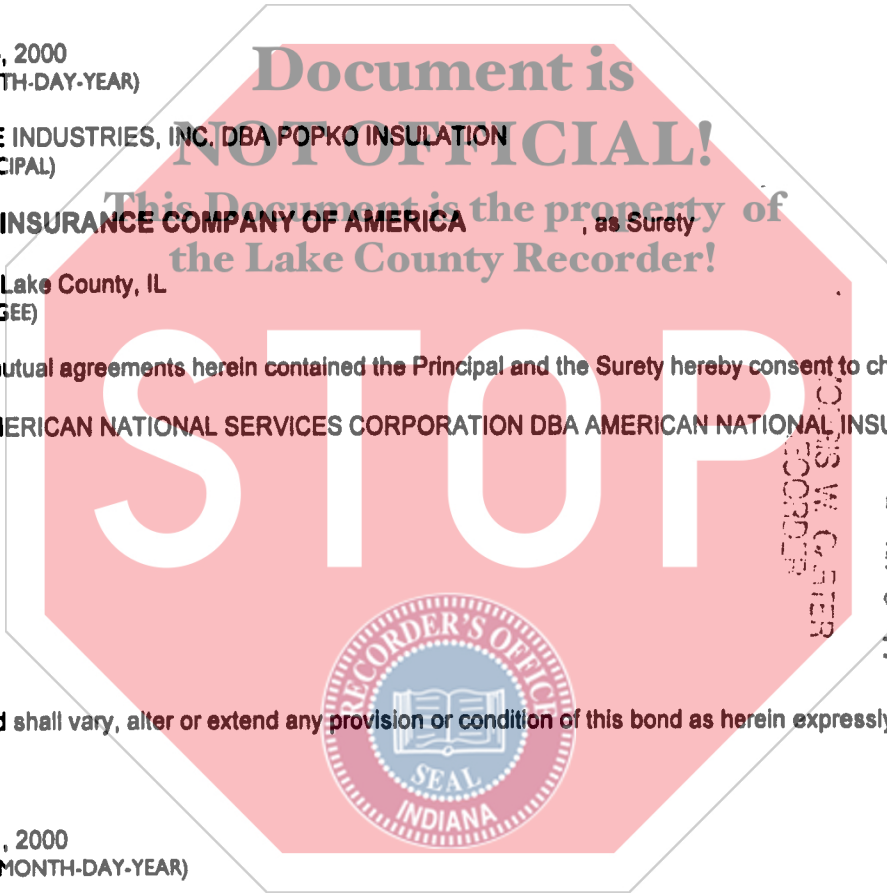 Document is
, 2000
TH-DAY-YEAR)
E INDUSTRIES, INC. DBA POPKO INSULATION
NOT OFFICIAL!
CIPAL)
This Document is the property of
INSURANCE COMPANY OF AMERICA , as Surety
the Lake County Recorder!
Lake County, IL
GEE)
utual agreements herein contained the Principal and the Surety hereby consent to ch
MERICAN NATIONAL SERVICES CORPORATION DBA AMERICAN NATIONAL INSU
STOP
RECORDER
RECORDER'S OFFICE
d shall vary, alter or extend any provision or condition of this bond as herein expressly
SEAL
INDIANA
, 2000
MONTH-DAY-YEAR)